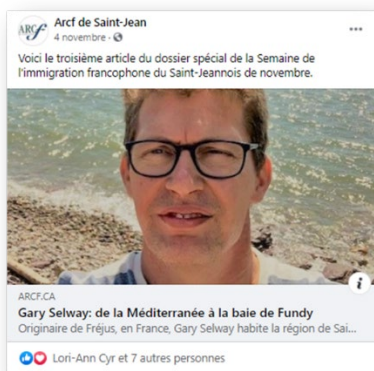 ARCf
Arcf de Saint-Jean
4 novembre ·
Voici le troisième article du dossier spécial de la Semaine de
l'immigration francophone du Saint-Jeannois de novembre.
ARCF.CA
Gary Selway: de la Méditerranée à la baie de Fundy
Originaire de Fréjus, en France, Gary Selway habite la région de Sai...
Lori-Ann Cyr et 7 autres personnes